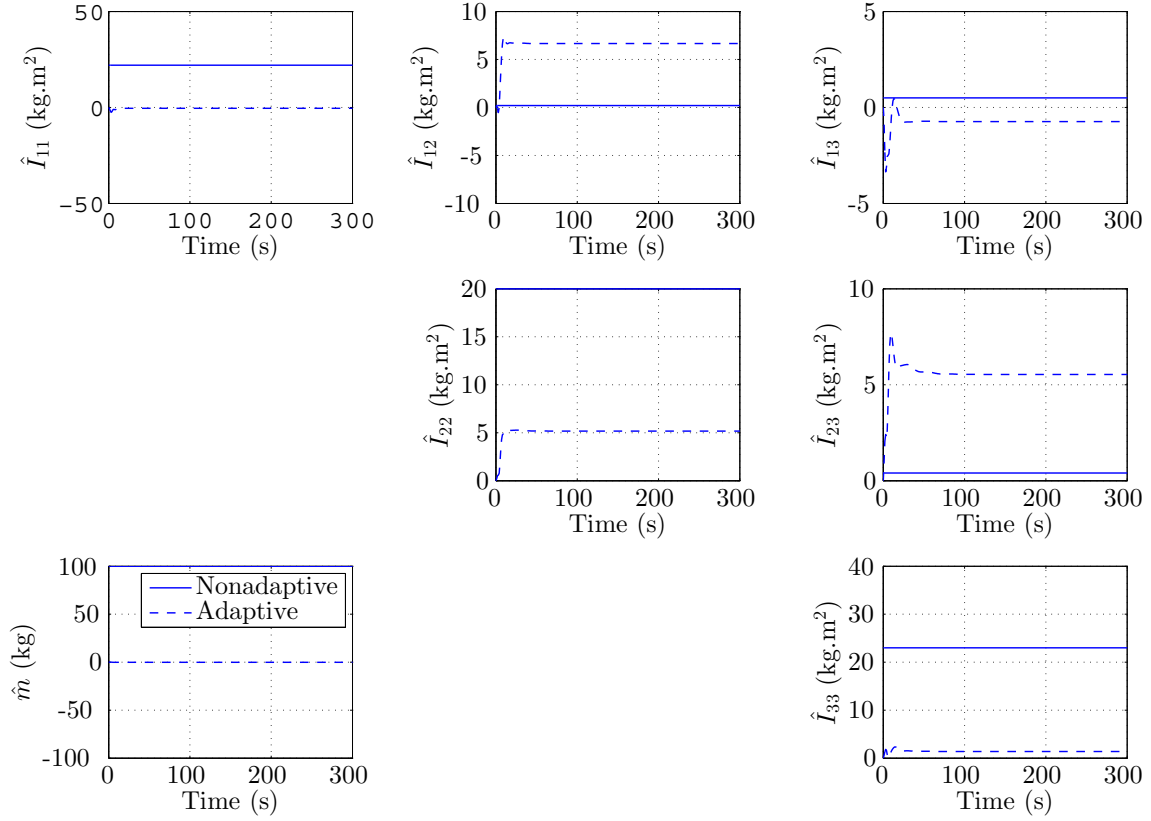 50
0
−50
0 100 200 300
Time (s)
Î₁₁ (kg.m²)
10
5
0
-5
-10
0 100 200 300
Time (s)
Î₁₂ (kg.m²)
5
0
-5
0 100 200 300
Time (s)
Î₁₃ (kg.m²)
20
15
10
5
0
0 100 200 300
Time (s)
Î₂₂ (kg.m²)
10
5
0
0 100 200 300
Time (s)
Î₂₃ (kg.m²)
100
50
0
-50
-100
0 100 200 300
Time (s)
m̂ (kg)
Nonadaptive
Adaptive
40
30
20
10
0
0 100 200 300
Time (s)
Î₃₃ (kg.m²)